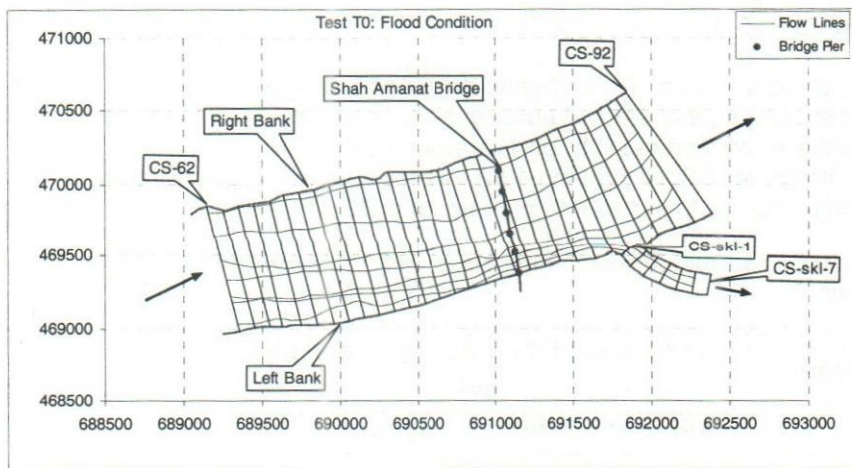 Test T0: Flood Condition
Flow Lines
Bridge Pier
471000
CS-92
Shah Amanat Bridge
470500
Right Bank
CS-62
470000
469500
CS-skl-1
CS-skl-7
469000
Left Bank
468500
688500 689000 689500 690000 690500 691000 691500 692000 692500 693000